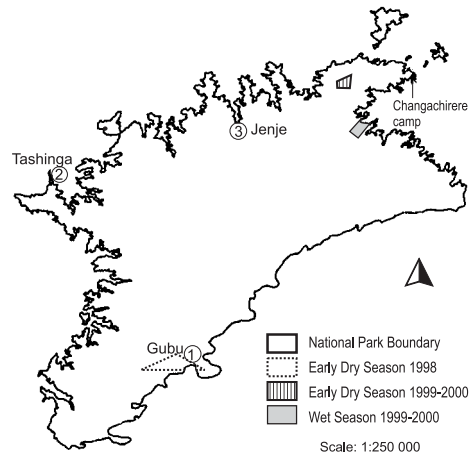 Changachirere
camp
3 Jenje
Tashinga
2
Gubu 1
National Park Boundary
Early Dry Season 1998
Early Dry Season 1999-2000
Wet Season 1999-2000
Scale: 1:250 000